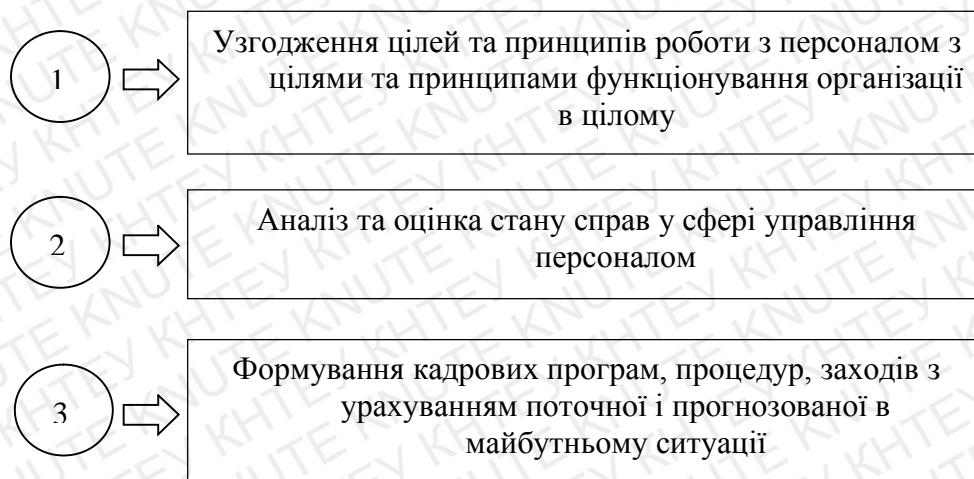 1
Узгодження цілей та принципів роботи з персоналом з
цілями та принципами функціонування організації
в цілому
2
Аналіз та оцінка стану справ у сфері управління
персоналом
3
Формування кадрових програм, процедур, заходів з
урахуванням поточної і прогнозованої в
майбутньому ситуації